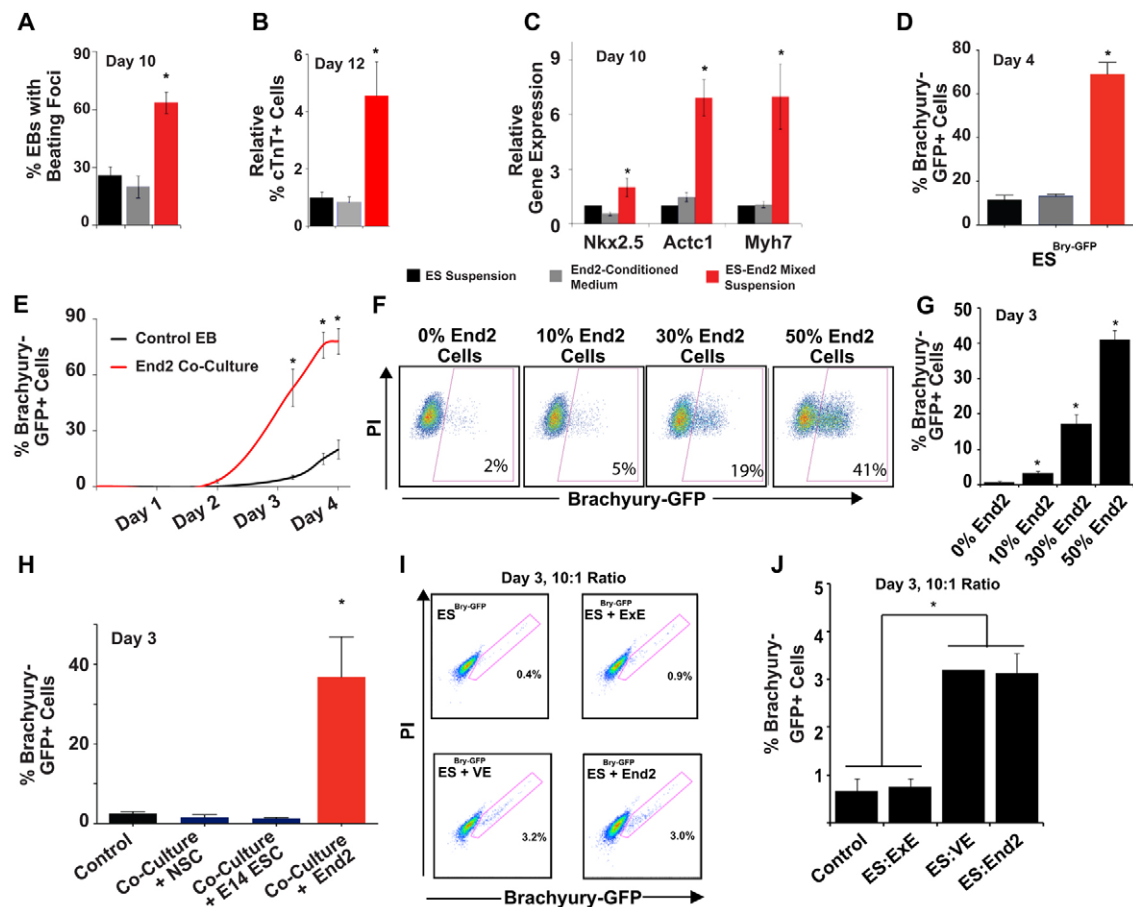 A
Day 10
% EBs with
Beating Foci
90
60
30
0
*
B
Day 12
Relative
% cTnT+ Cells
6
4
2
0
*
C
Day 10
Relative
Gene Expression
9
6
3
0
*
*
*
Nkx2.5
Actc1
Myh7
D
Day 4
% Brachyury-
GFP+ Cells
80
60
40
20
0
*
ES Bry-GFP
ES Suspension
End2-Conditioned
Medium
ES-End2 Mixed
Suspension
E
% Brachyury-
GFP+ Cells
90
60
30
0
Control EB
End2 Co-Culture
*
*
*
Day 1
Day 2
Day 3
Day 4
F
0% End2
Cells
10% End2
Cells
30% End2
Cells
50% End2
Cells
PI
2%
5%
19%
41%
Brachyury-GFP
G
Day 3
% Brachyury-
GFP+ Cells
50
40
30
20
10
0
*
*
*
0% End2
10% End2
30% End2
50% End2
H
Day 3
% Brachyury-
GFP+ Cells
40
20
0
*
Control
Co-Culture
+ NSC
Co-Culture
+ E14 ESC
Co-Culture
+ End2
I
Day 3, 10:1 Ratio
PI
ES Bry-GFP
0.4%
Bry-GFP
ES + ExE
0.9%
Bry-GFP
ES + VE
3.2%
Bry-GFP
ES + End2
3.0%
Brachyury-GFP
J
Day 3, 10:1 Ratio
% Brachyury-
GFP+ Cells
5
4
3
2
1
0
*
Control
ES:ExE
ES:VE
ES:End2